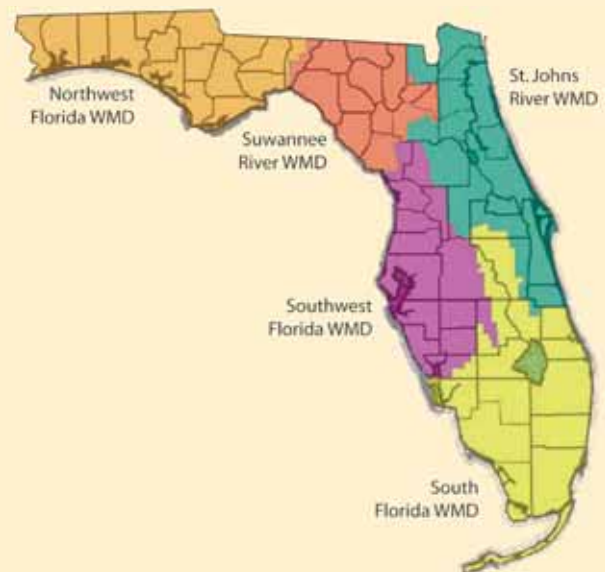 Northwest
Florida WMD
St. Johns
River WMD
Suwannee
River WMD
Southwest
Florida WMD
South
Florida WMD